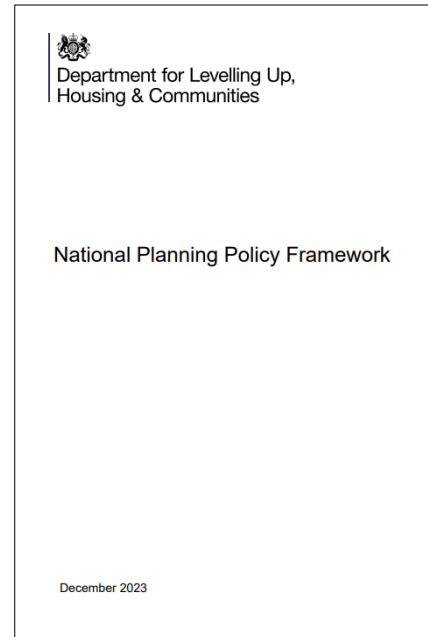 Department for Levelling Up,
Housing & Communities
National Planning Policy Framework
December 2023